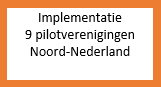 Implementatie
9 pilotverenigingen
Noord-Nederland